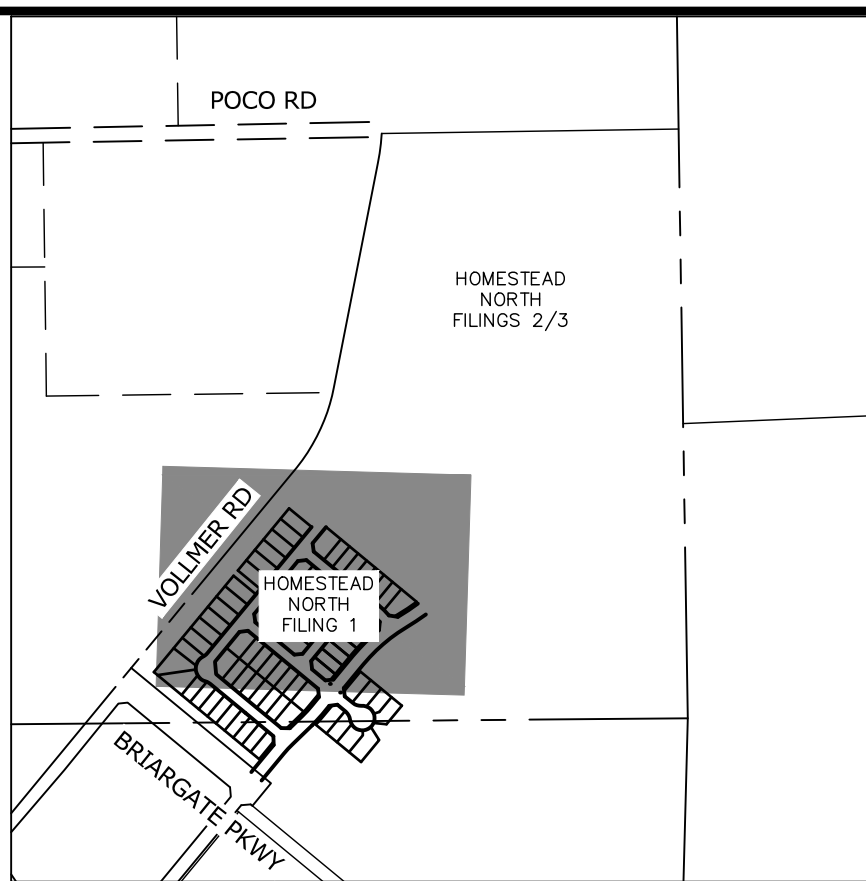 POCO RD
HOMESTEAD
NORTH
FILINGS 2/3
VOLLMER RD
HOMESTEAD
NORTH
FILING 1
BRIARGATE PKWY